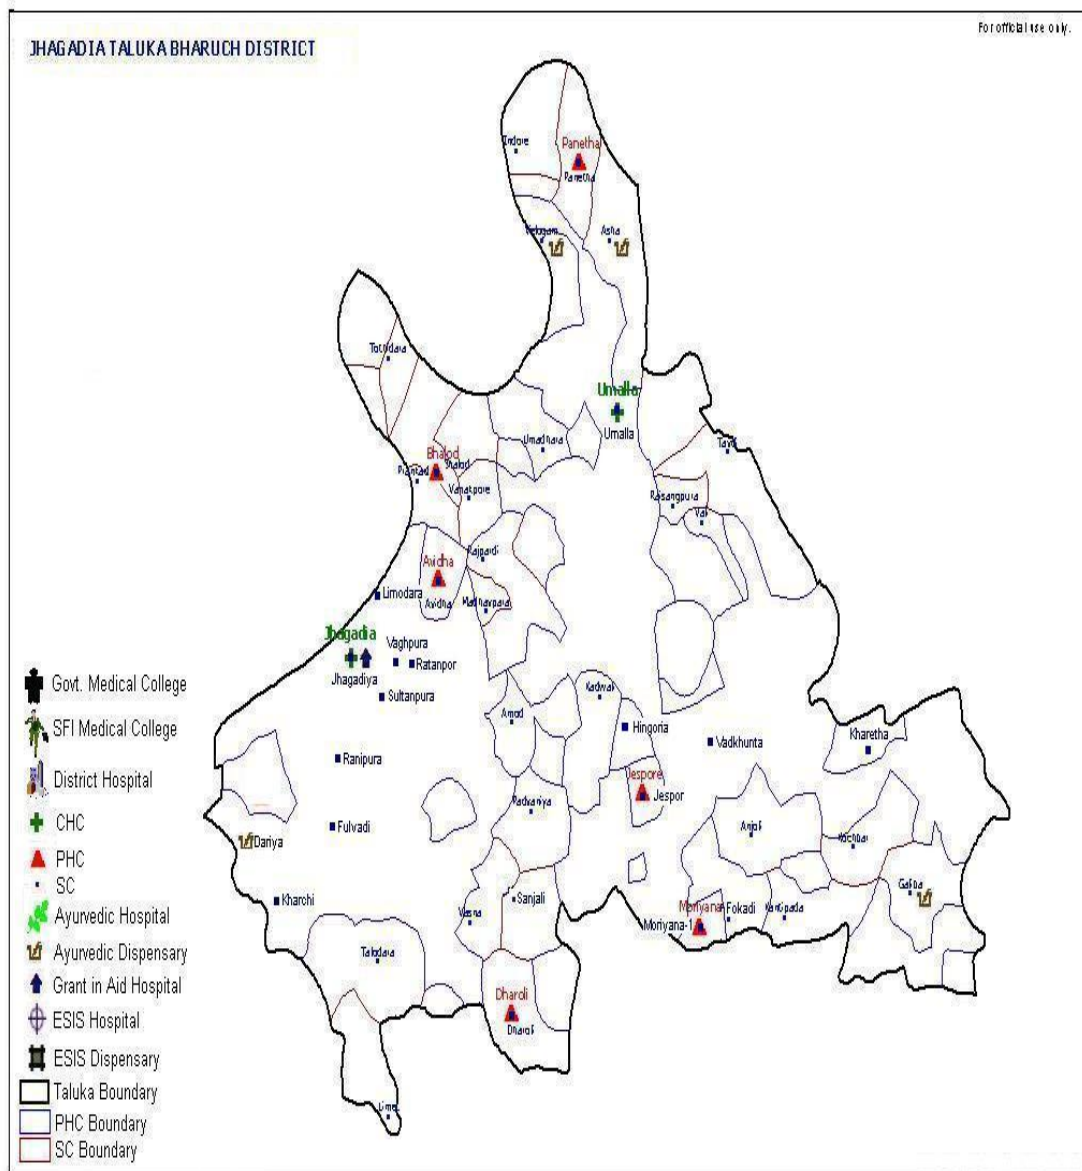 For official use only.
JHAGADIA TALUKA BHARUCH DISTRICT
Indore
Panetha
Panetha
Asha
Tothidara
Umalla
Umalla
Umadhara
Bhalod
Bhalod
Vanakpore
Raisangpura
Rajpardi
Avidha
Avidha
Madhavpara
Limodara
Jhagadia
Jhagadiya
Vaghpura
Ratanpor
Sultanpura
Kadwali
Amod
Hingoria
Vadkhunta
Kharetha
Ranipura
Jespore
Jespor
Padvaniya
Fulvadi
Dariya
Anjoli
Kharchi
Vasna
Sanjali
Moriyana
Moriyana-1
Fokadi
Kantipada
Talodara
Dharoli
Dharoli
Govt. Medical College
SFI Medical College
District Hospital
CHC
PHC
SC
Ayurvedic Hospital
Ayurvedic Dispensary
Grant in Aid Hospital
ESIS Hospital
ESIS Dispensary
Taluka Boundary
PHC Boundary
SC Boundary